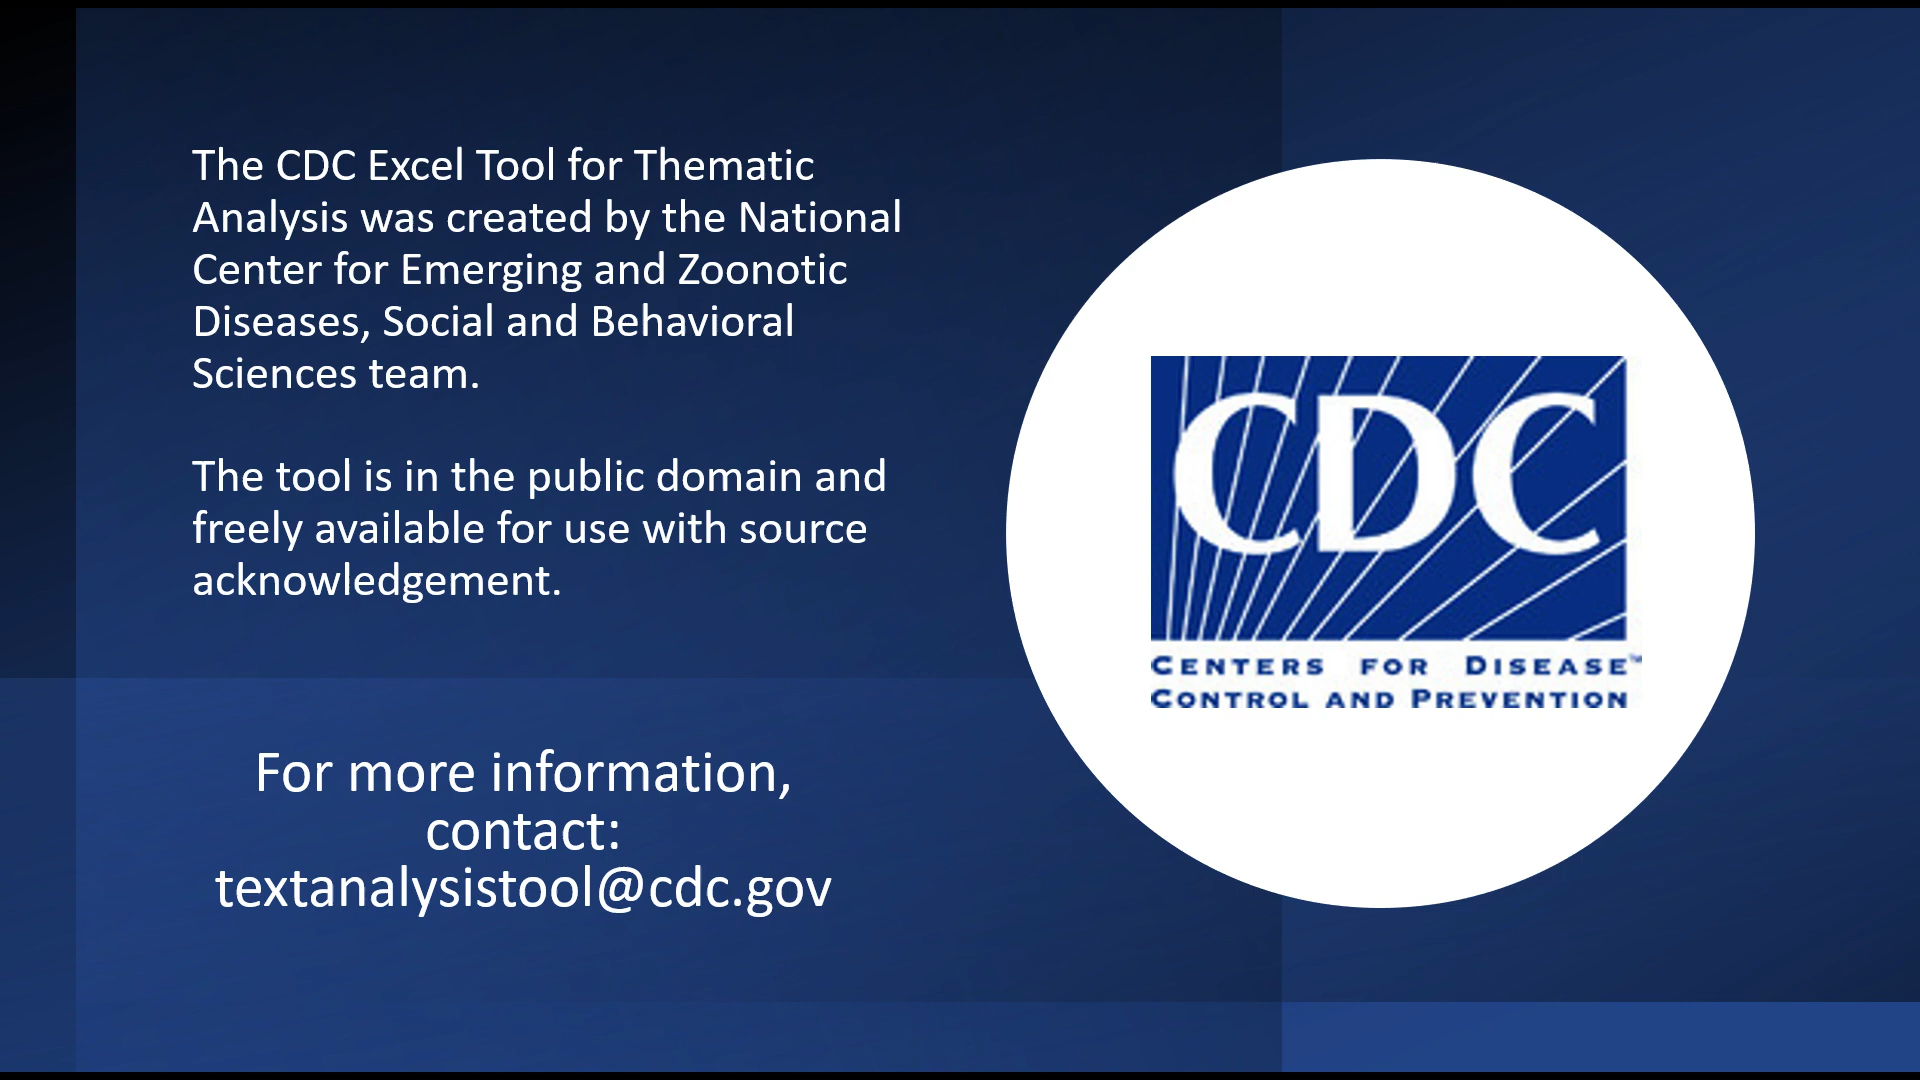 The CDC Excel Tool for Thematic
Analysis was created by the National
Center for Emerging and Zoonotic
Diseases, Social and Behavioral
Sciences team.
The tool is in the public domain and
freely available for use with source
acknowledgement.
For more information,
contact:
textanalysistool@cdc.gov
CDC
CENTERS FOR DISEASE™
CONTROL AND PREVENTION